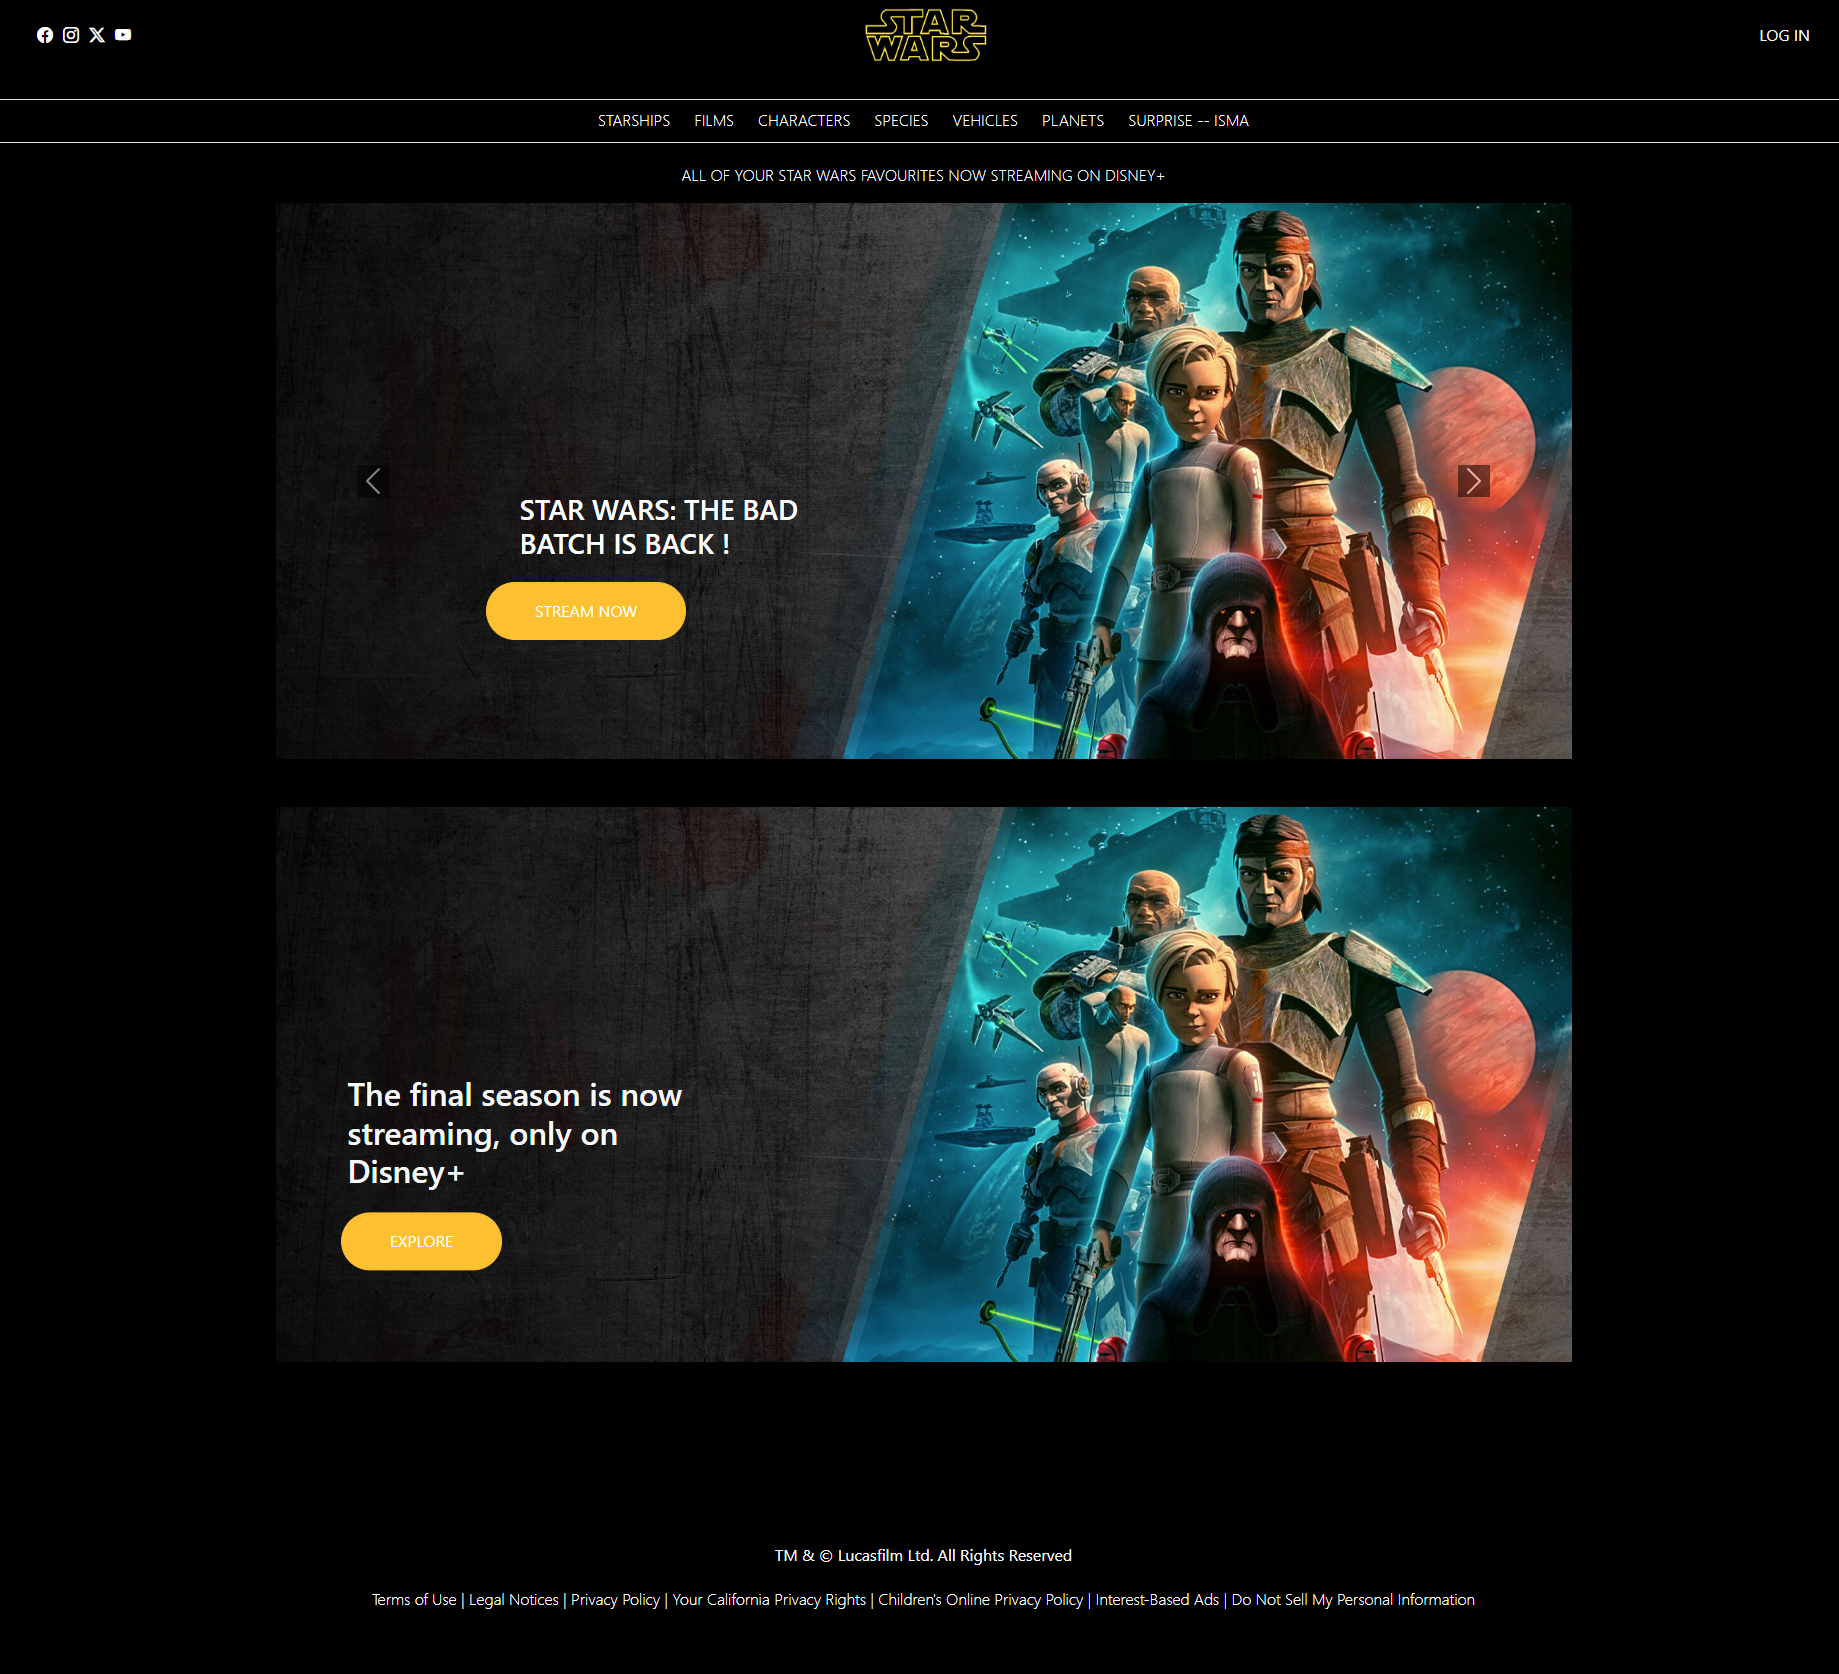 STAR
WARS
LOG IN
STARSHIPS FILMS CHARACTERS SPECIES VEHICLES PLANETS SURPRISE -- ISMA
ALL OF YOUR STAR WARS FAVOURITES NOW STREAMING ON DISNEY+
STAR WARS: THE BAD
BATCH IS BACK !
STREAM NOW
The final season is now
streaming, only on
Disney+
EXPLORE
TM & © Lucasfilm Ltd. All Rights Reserved
Terms of Use | Legal Notices | Privacy Policy | Your California Privacy Rights | Children's Online Privacy Policy | Interest-Based Ads | Do Not Sell My Personal Information